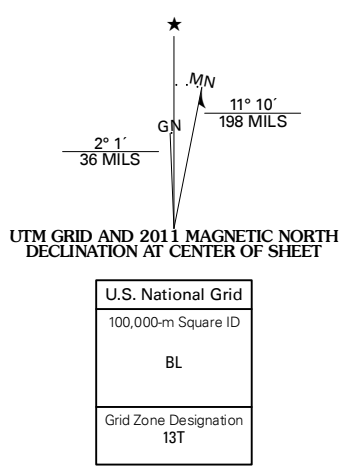 MN
11° 10´
198 MILS
GN
2° 1´
36 MILS
UTM GRID AND 2011 MAGNETIC NORTH
DECLINATION AT CENTER OF SHEET
U.S. National Grid
100,000-m Square ID
BL
Grid Zone Designation
13T